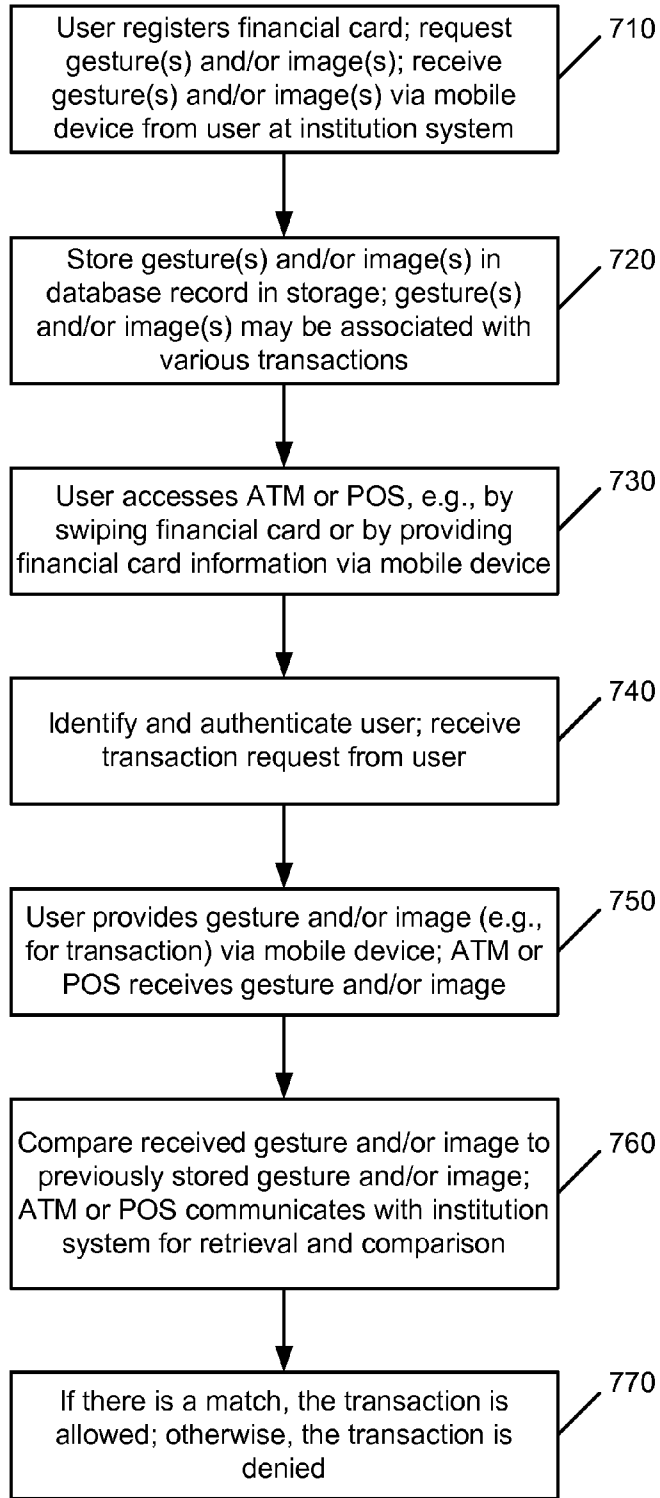 User registers financial card; request
gesture(s) and/or image(s); receive
gesture(s) and/or image(s) via mobile
device from user at institution system
710
Store gesture(s) and/or image(s) in
database record in storage; gesture(s)
and/or image(s) may be associated with
various transactions
720
User accesses ATM or POS, e.g., by
swiping financial card or by providing
financial card information via mobile device
730
Identify and authenticate user; receive
transaction request from user
740
User provides gesture and/or image (e.g.,
for transaction) via mobile device; ATM or
POS receives gesture and/or image
750
Compare received gesture and/or image to
previously stored gesture and/or image;
ATM or POS communicates with institution
system for retrieval and comparison
760
If there is a match, the transaction is
allowed; otherwise, the transaction is
denied
770